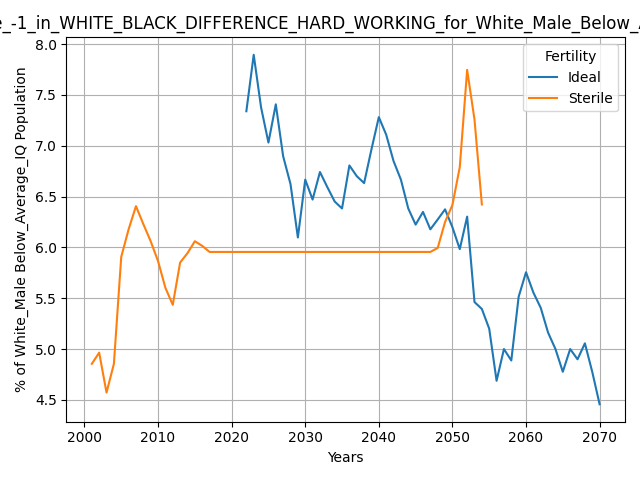 e_-1_in_WHITE_BLACK_DIFFERENCE_HARD_WORKING_for_White_Male_Below_
% of White_Male Below_Average_IQ Population
8.0
7.5
7.0
6.5
6.0
5.5
5.0
4.5
Fertility
Ideal
Sterile
2000 2010 2020 2030 2040 2050 2060 2070
Years